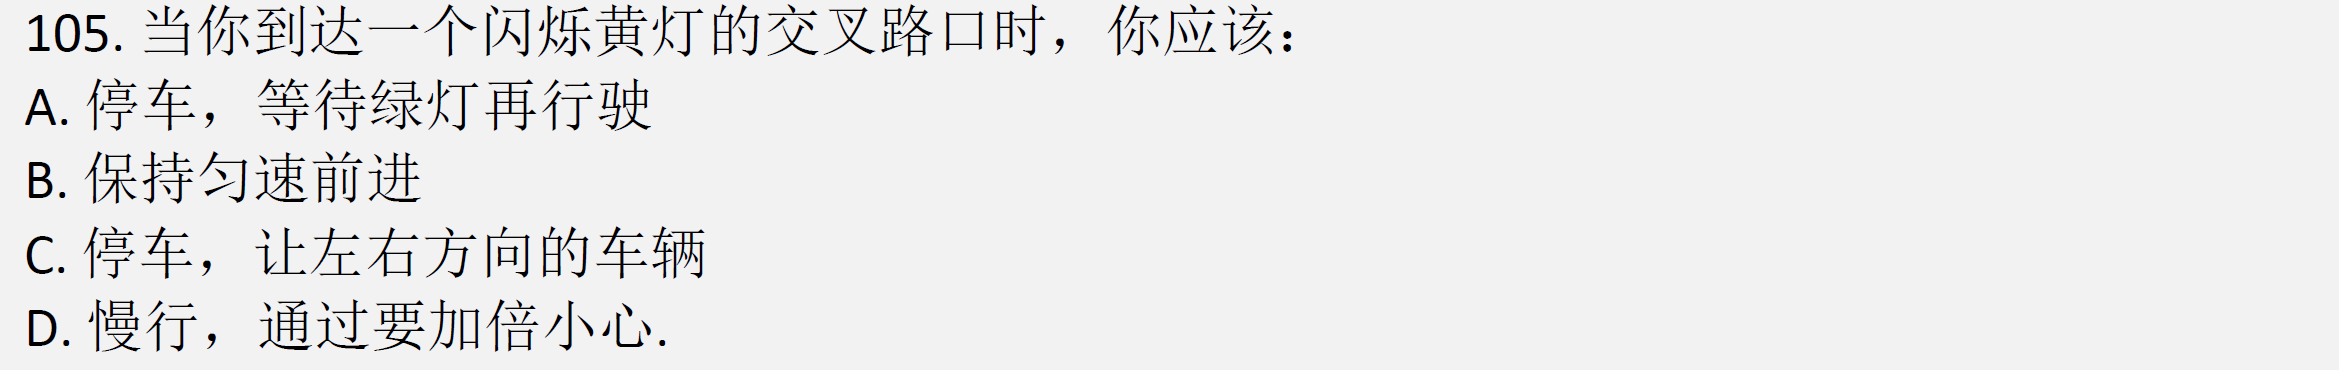 105. 当你到达一个闪烁黄灯的交叉路口时，你应该：
A. 停车，等待绿灯再行驶
B. 保持匀速前进
C. 停车，让左右方向的车辆
D. 慢行，通过要加倍小心.